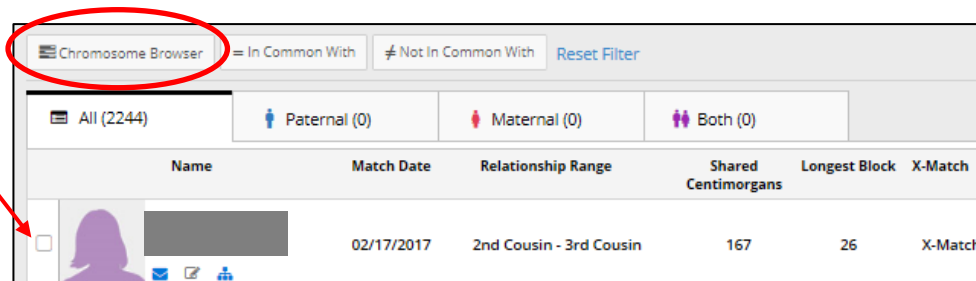 Chromosome Browser = In Common With ≠ Not In Common With Reset Filter
All (2244) Paternal (0) Maternal (0) Both (0)
Name Match Date Relationship Range Shared Centimorgans Longest Block X-Match
02/17/2017 2nd Cousin - 3rd Cousin 167 26 X-Match